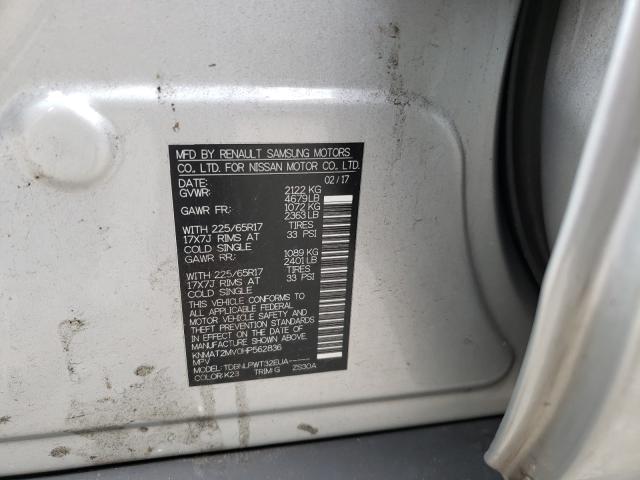 MFD BY RENAULT SAMSUNG MOTORS
CO., LTD. FOR NISSAN MOTOR CO., LTD.
DATE: 02/17
GVWR: 2122 KG
4679 LB
GAWR FR: 1072 KG
2363 LB
WITH 225/65R17 TIRES
17X7J RIMS AT 33 PSI
COLD SINGLE
GAWR RR: 1089 KG
2401 LB
WITH 225/65R17 TIRES
17X7J RIMS AT 33 PSI
COLD SINGLE
THIS VEHICLE CONFORMS TO
ALL APPLICABLE FEDERAL
MOTOR VEHICLE SAFETY AND
THEFT PREVENTION STANDARDS
IN EFFECT ON THE DATE OF
MANUFACTURE SHOWN ABOVE
KNMAT2MV0HP562836
MPV
MODEL: TDBNLPWT32EUA-----
COLOR: K23 TRIM: G ZS30A